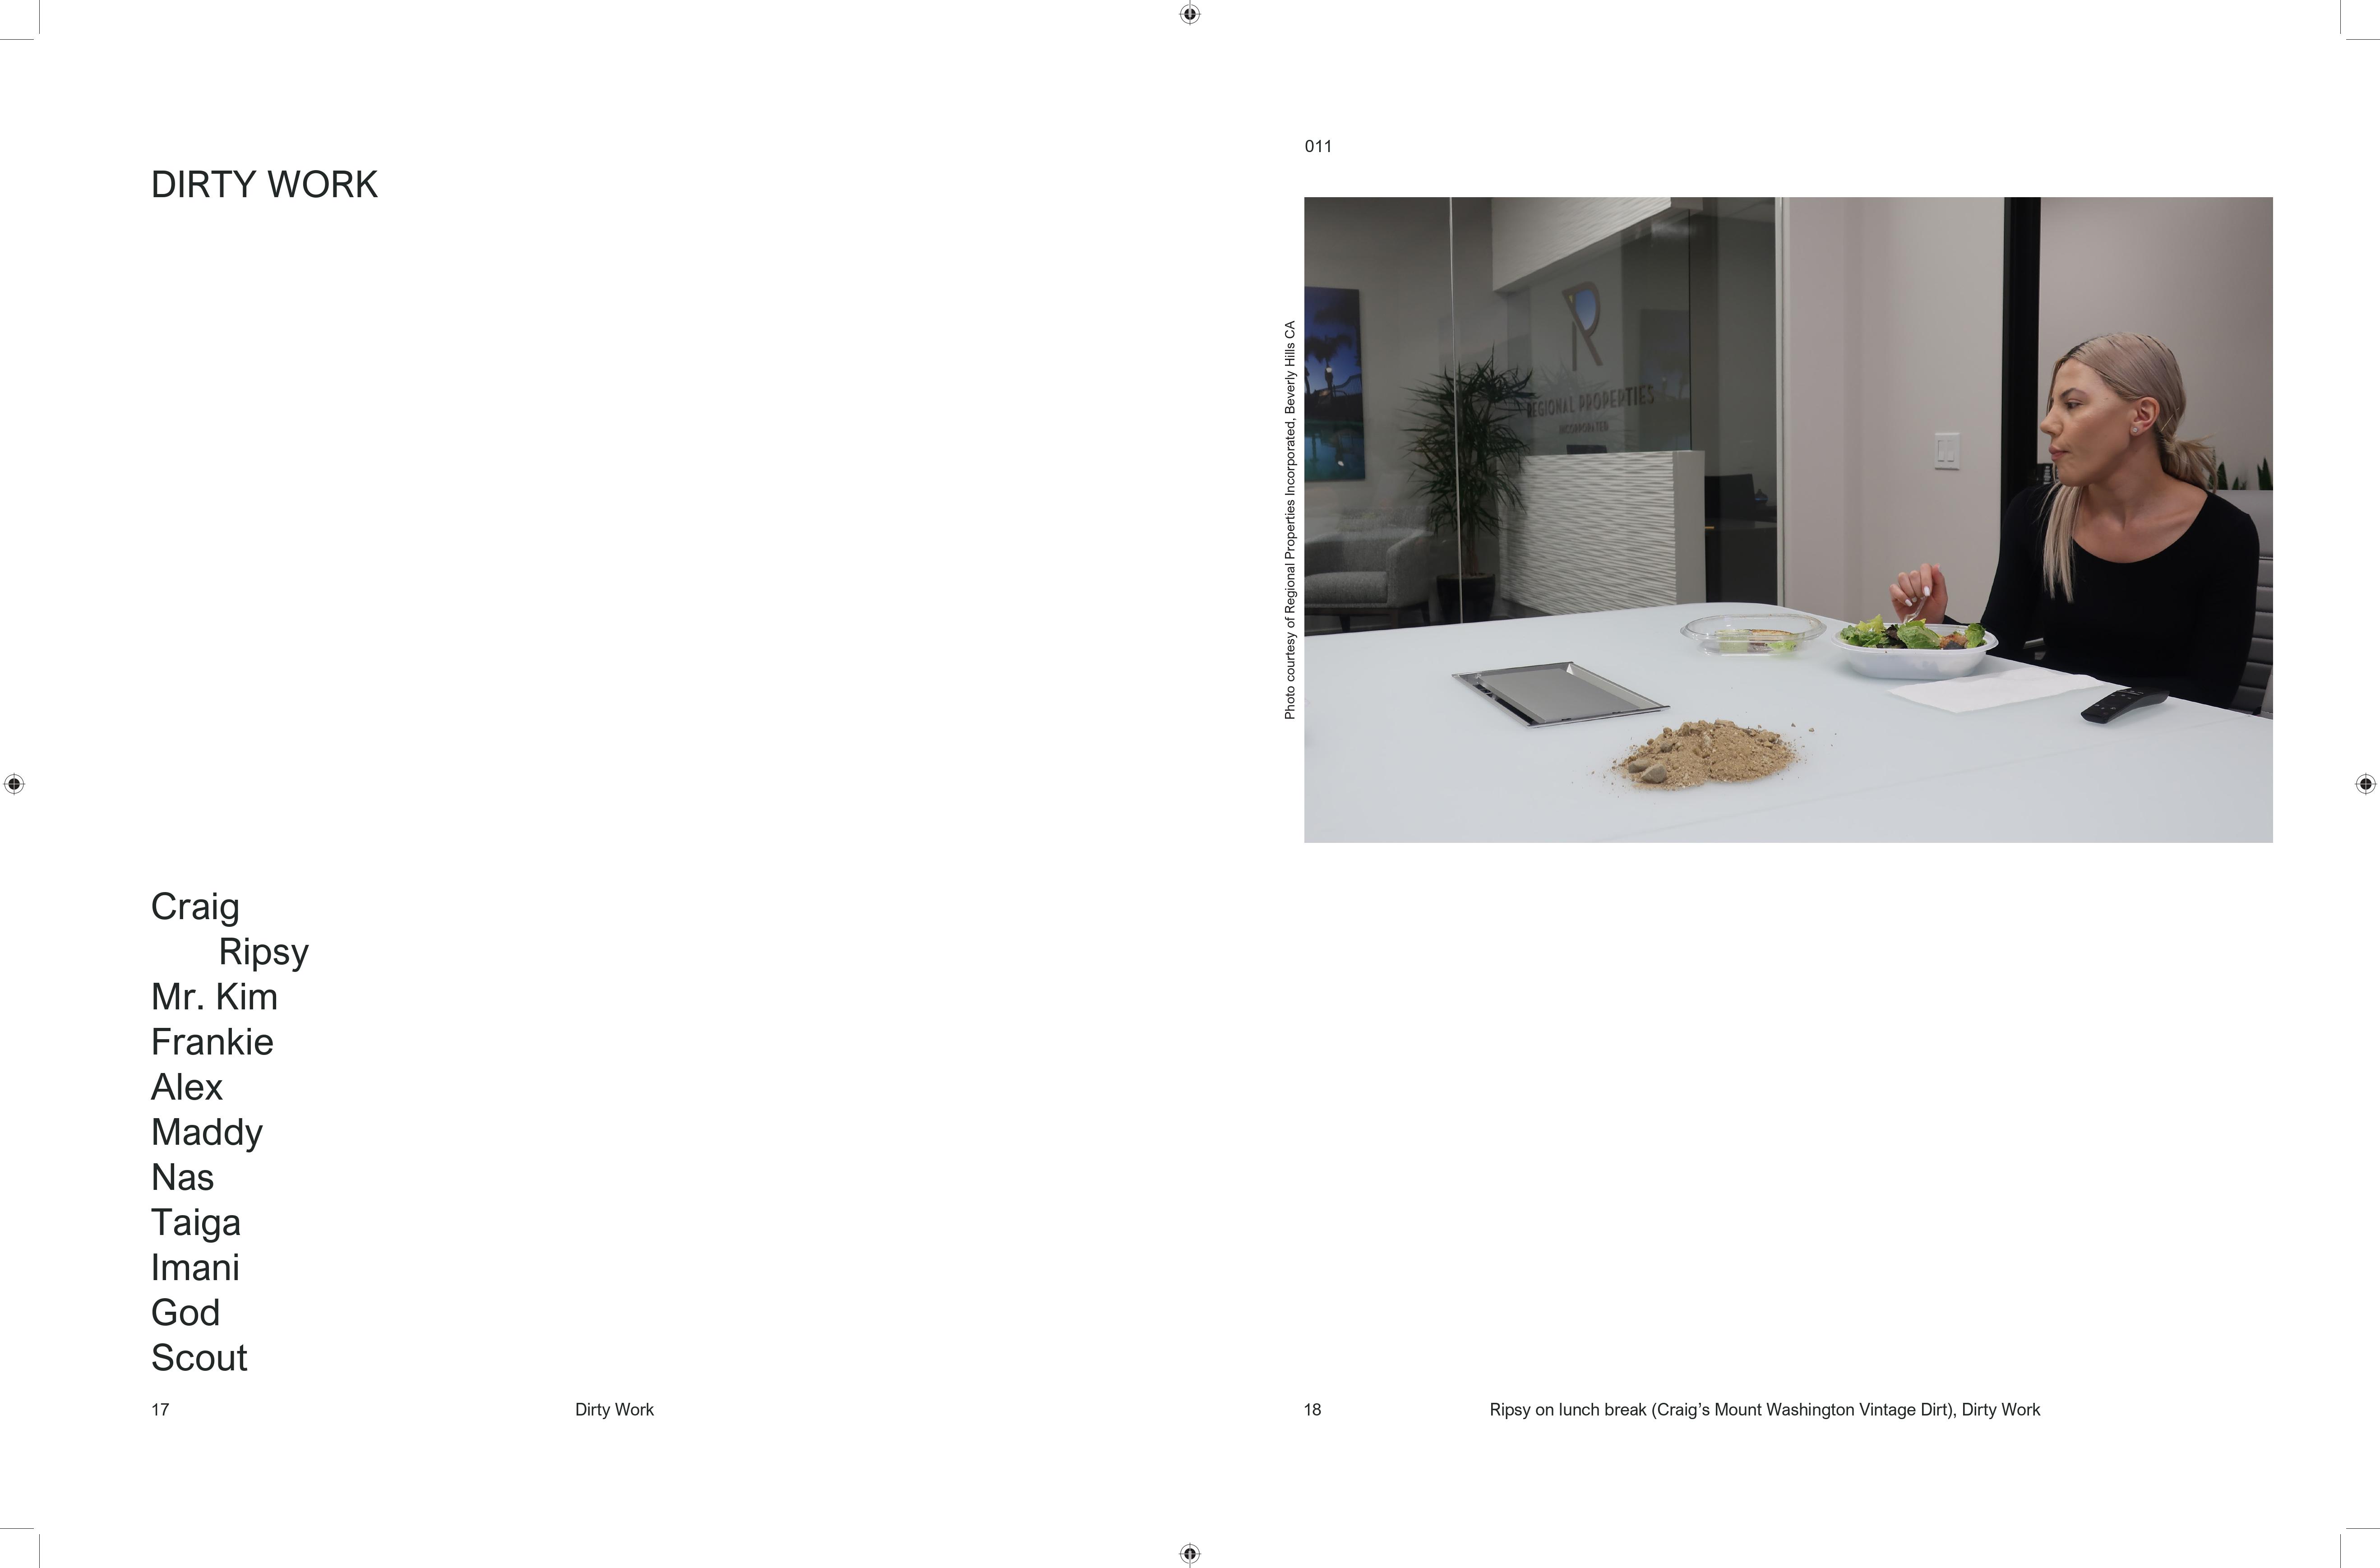 DIRTY WORK
Craig
Ripsy
Mr. Kim
Frankie
Alex
Maddy
Nas
Taiga
Imani
God
Scout
17
Dirty Work
011
Photo courtesy of Regional Properties Incorporated, Beverly Hills CA
REGIONAL PROPERTIES
INCORPORATED
18
Ripsy on lunch break (Craig’s Mount Washington Vintage Dirt), Dirty Work